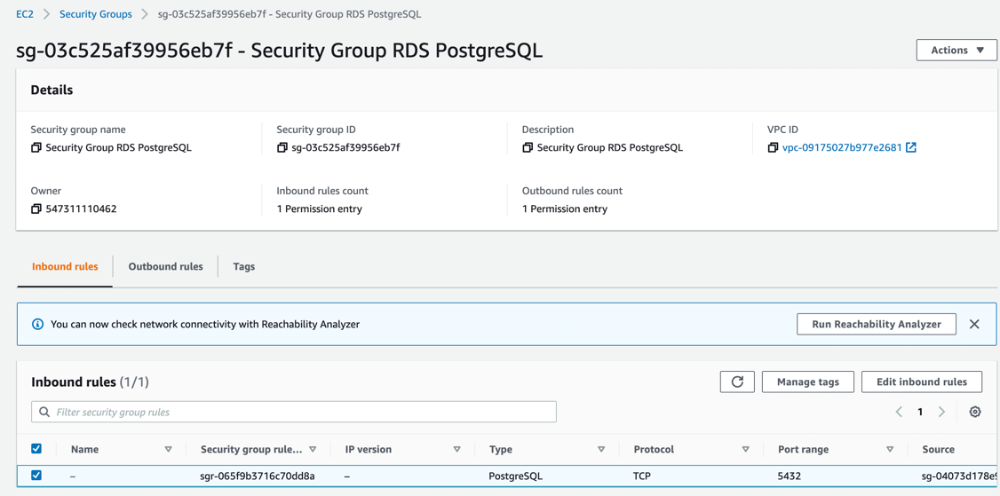 EC2 > Security Groups > sg-03c525af39956eb7f - Security Group RDS PostgreSQL
sg-03c525af39956eb7f - Security Group RDS PostgreSQL
Actions
Details
Security group name Security group ID Description VPC ID
Security Group RDS PostgreSQL sg-03c525af39956eb7f Security Group RDS PostgreSQL vpc-09175027b977e2681
Owner Inbound rules count Outbound rules count
547311110462 1 Permission entry 1 Permission entry
Inbound rules Outbound rules Tags
You can now check network connectivity with Reachability Analyzer Run Reachability Analyzer
Inbound rules (1/1) Manage tags Edit inbound rules
Filter security group rules 1
Name Security group rule... IP version Type Protocol Port range Source
– sgr-065f9b3716c70dd8a – PostgreSQL TCP 5432 sg-04073d178e